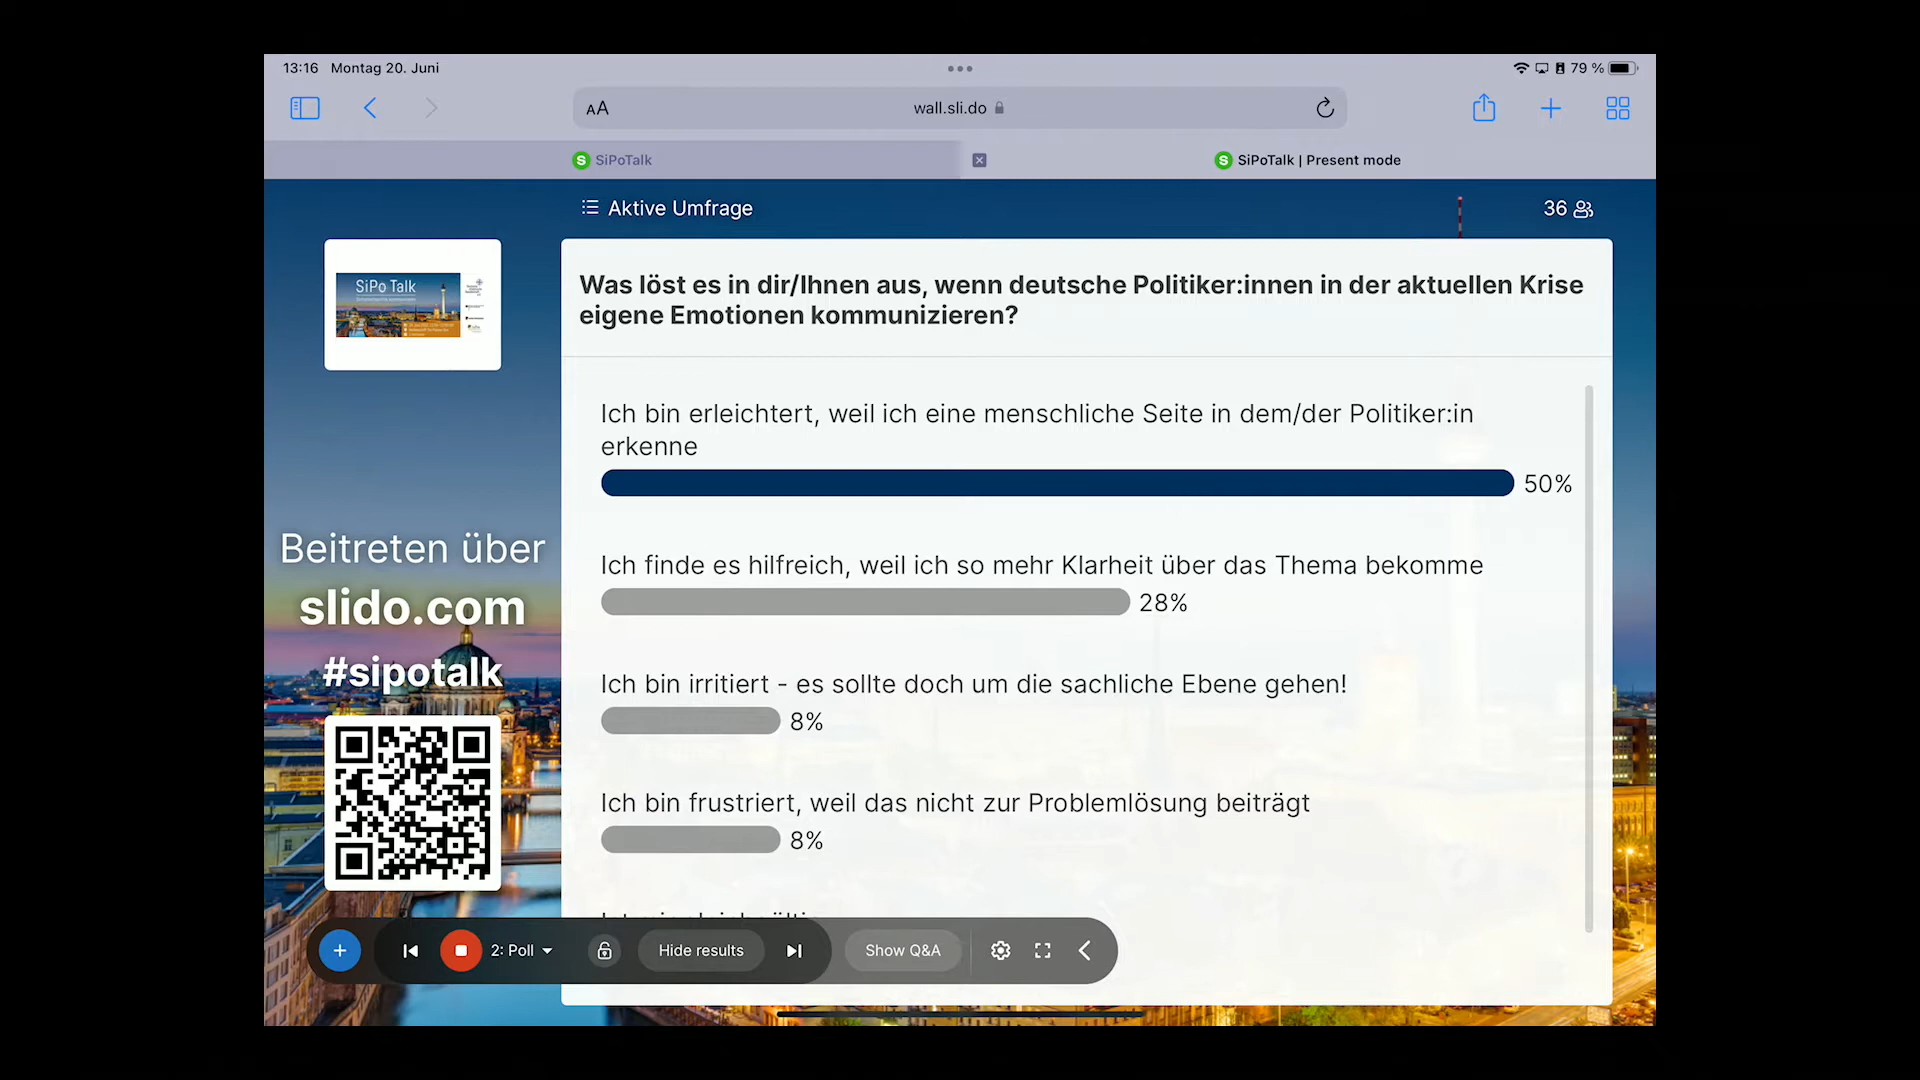 13:16 Montag 20. Juni
79 %
AA
wall.sli.do
SiPoTalk
SiPoTalk | Present mode
Aktive Umfrage
36
SiPo Talk
Was löst es in dir/Ihnen aus, wenn deutsche Politiker:innen in der aktuellen Krise
eigene Emotionen kommunizieren?
Ich bin erleichtert, weil ich eine menschliche Seite in dem/der Politiker:in
erkenne
50%
Ich finde es hilfreich, weil ich so mehr Klarheit über das Thema bekomme
28%
Ich bin irritiert - es sollte doch um die sachliche Ebene gehen!
8%
Ich bin frustriert, weil das nicht zur Problemlösung beiträgt
8%
Beitreten über
slido.com
#sipotalk
2: Poll
Hide results
Show Q&A